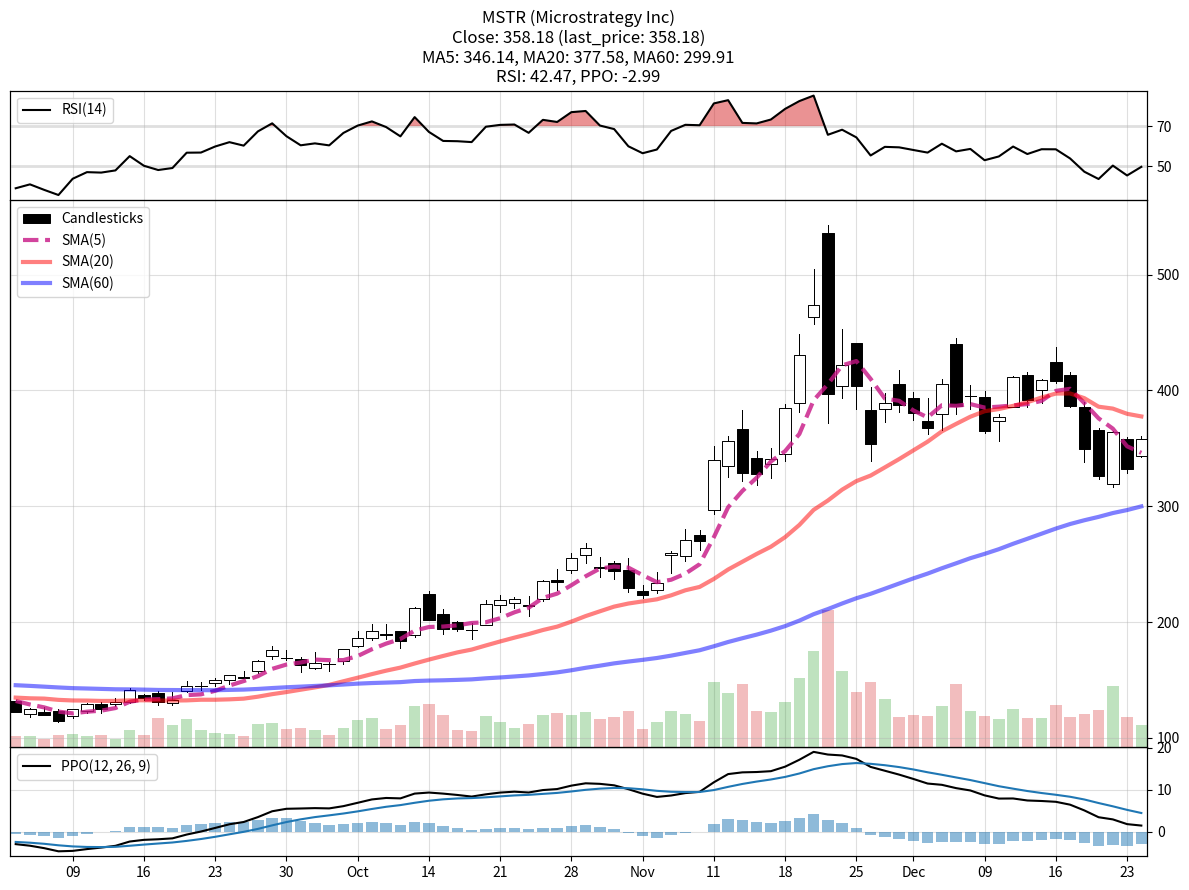 MSTR (Microstrategy Inc)
Close: 358.18 (last_price: 358.18)
MA5: 346.14, MA20: 377.58, MA60: 299.91
RSI: 42.47, PPO: -2.99
RSI(14)
70
50
Candlesticks
SMA(5)
SMA(20)
SMA(60)
500
400
300
200
100
PPO(12, 26, 9)
20
10
0
09 16 23 30 Oct 14 21 28 Nov 11 18 25 Dec 09 16 23